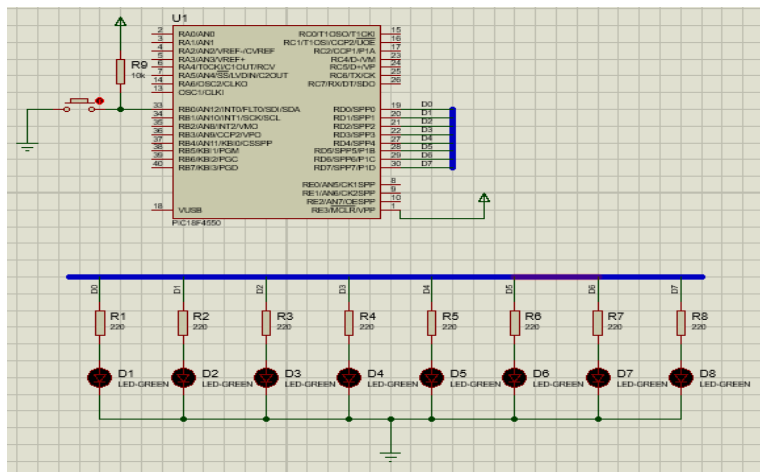 U1
2 RA0/AN0 RC0/T1OSO/T1CKI 15
3 RA1/AN1 RC1/T1OSI/CCP2/UOE 16
4 RA2/AN2/VREF-/CVREF RC2/CCP1/P1A 17
5 RA3/AN3/VREF+ RC4/D-/VM 23
6 RA4/T0CKI/C1OUT/RCV RC5/D+/VP 24
7 RA5/AN4/SS/LVDIN/C2OUT RC6/TX/CK 25
14 RA6/OSC2/CLKO RC7/RX/DT/SDO 26
13 OSC1/CLKI
R9
10k
33 RB0/AN12/INT0/FLT0/SDI/SDA RD0/SPP0 19 D0
34 RB1/AN10/INT1/SCK/SCL RD1/SPP1 20 D1
35 RB2/AN8/INT2/VMO RD2/SPP2 21 D2
36 RB3/AN9/CCP2/VPO RD3/SPP3 22 D3
37 RB4/AN11/KBI0/CSSPP RD4/SPP4 27 D4
38 RB5/KBI1/PGM RD5/SPP5/P1B 28 D5
39 RB6/KBI2/PGC RD6/SPP6/P1C 29 D6
40 RB7/KBI3/PGD RD7/SPP7/P1D 30 D7
RE0/AN5/CK1SPP 8
RE1/AN6/CK2SPP 9
RE2/AN7/OESPP 10
18 VUSB RE3/MCLR/VPP 1
PIC18F4550
D0 D1 D2 D3 D4 D5 D6 D7
R1 R2 R3 R4 R5 R6 R7 R8
220 220 220 220 220 220 220 220
D1 D2 D3 D4 D5 D6 D7 D8
LED-GREEN LED-GREEN LED-GREEN LED-GREEN LED-GREEN LED-GREEN LED-GREEN LED-GREEN